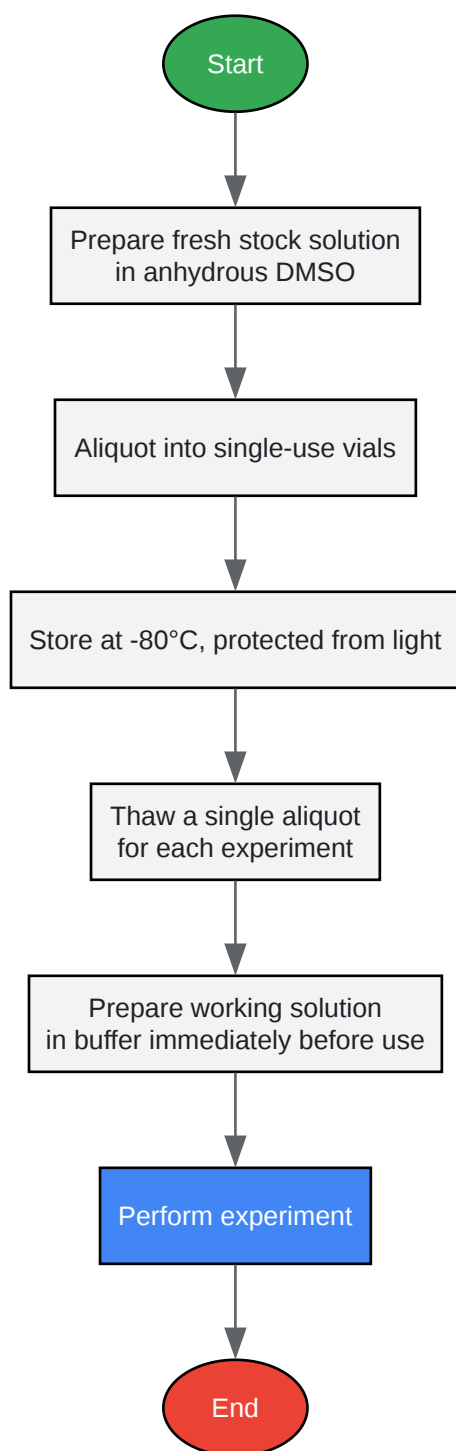 Start
Prepare fresh stock solution
in anhydrous DMSO
Aliquot into single-use vials
Store at -80°C, protected from light
Thaw a single aliquot
for each experiment
Prepare working solution
in buffer immediately before use
Perform experiment
End